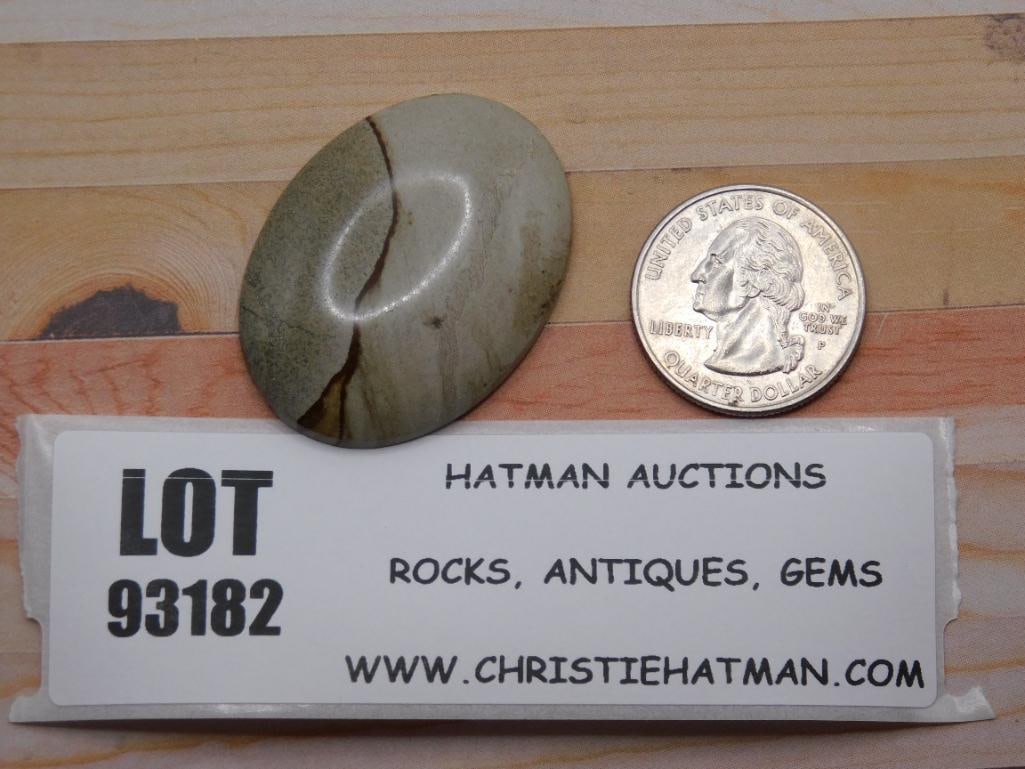 UNITED STATES OF AMERICA
LIBERTY
IN
GOD WE
TRUST
P
QUARTER DOLLAR
LOT
93182
HATMAN AUCTIONS
ROCKS, ANTIQUES, GEMS
WWW.CHRISTIEHATMAN.COM